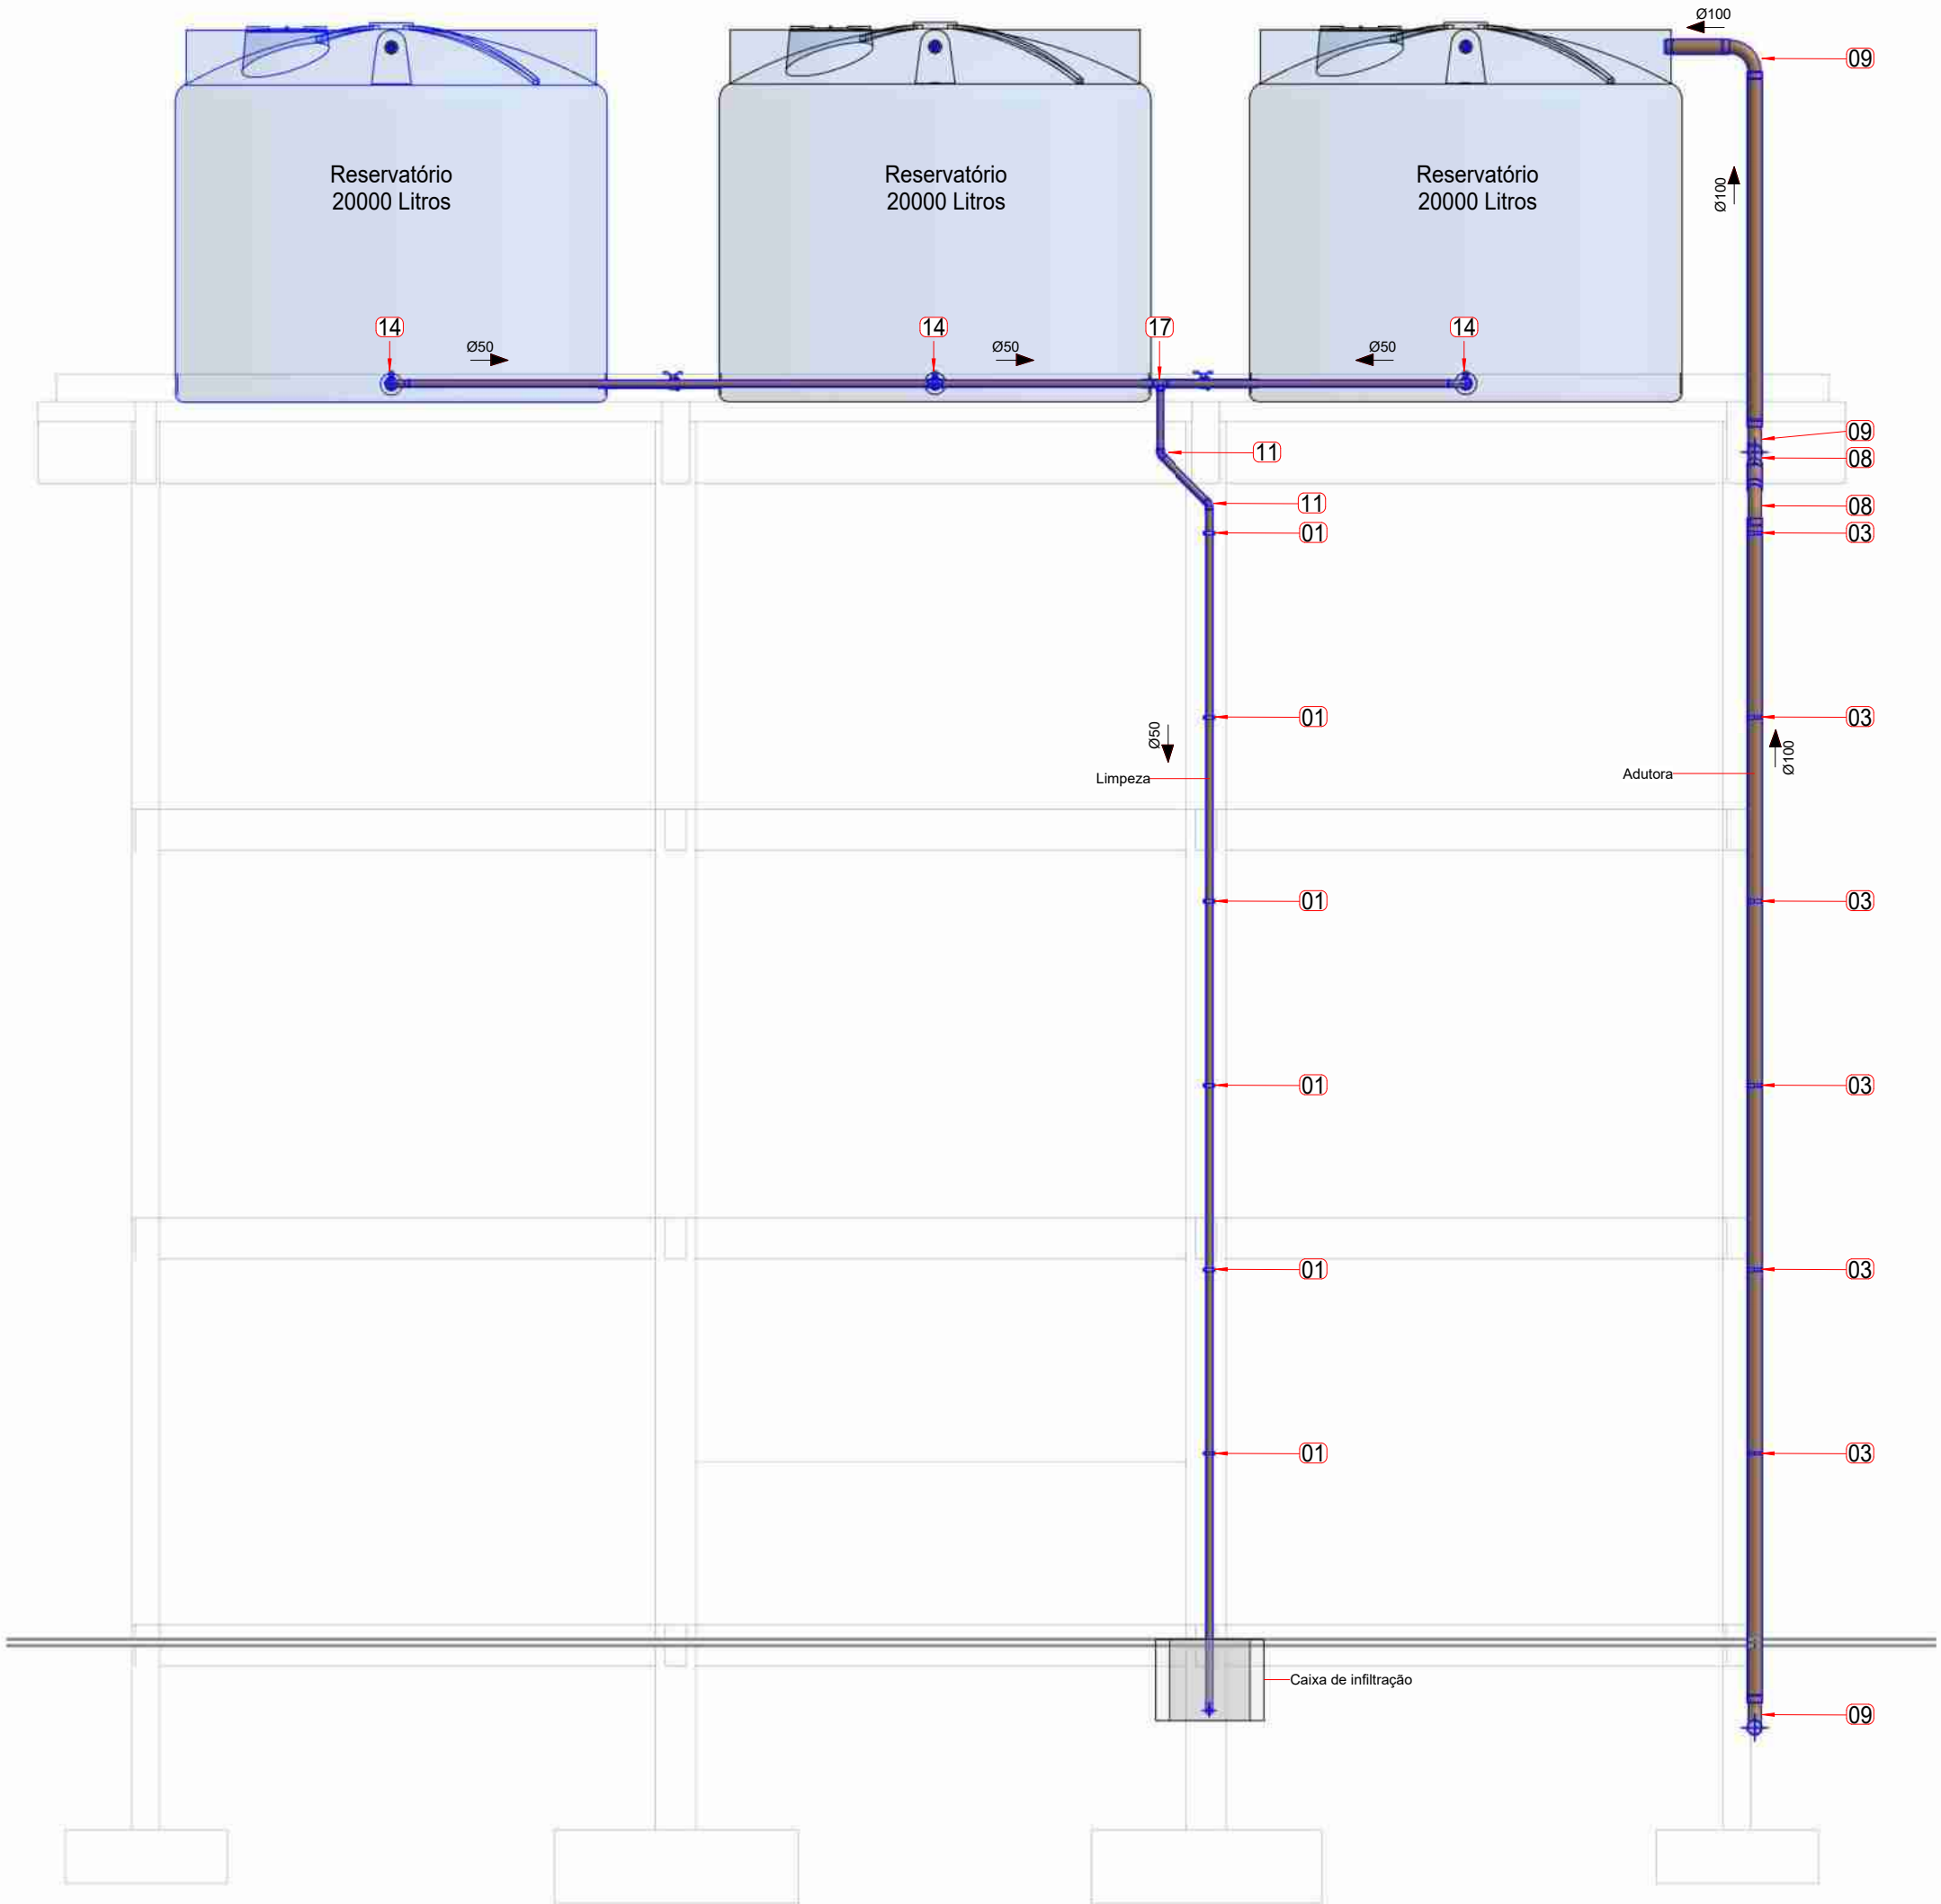 Ø100
09
Reservatório
20000 Litros
Reservatório
20000 Litros
Reservatório
20000 Litros
Ø100
14
Ø50
14
Ø50
17
Ø50
14
09
11
08
11
08
01
03
01
03
Ø50
Ø100
Limpeza
Adutora
01
03
01
03
01
03
01
03
Caixa de infiltração
09